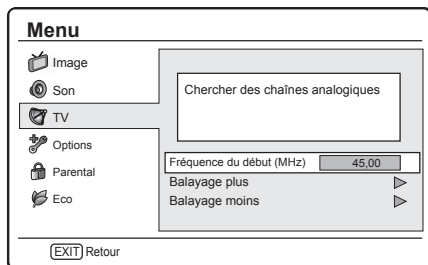 Menu
Image
Son
TV
Options
Parental
Eco
Chercher des chaînes analogiques
Fréquence du début (MHz) 45,00
Balayage plus
Balayage moins
EXIT Retour